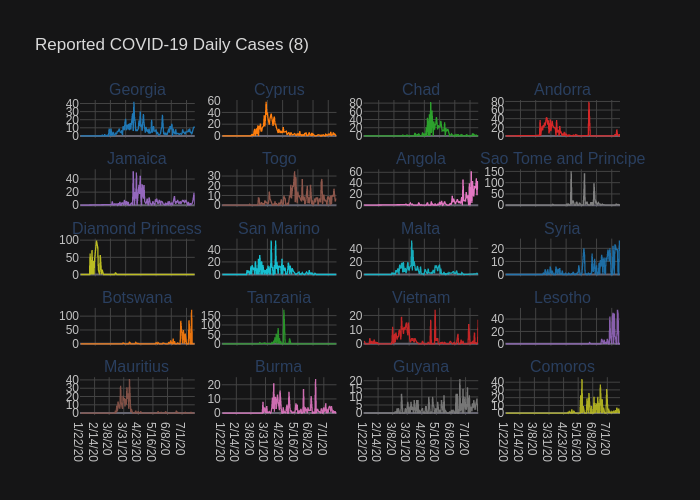 Reported COVID-19 Daily Cases (8)
Georgia Cyprus Chad Andorra
40 30 20 10 0
60 40 20 0
80 60 40 20 0
80 60 40 20 0
Jamaica Togo Angola Sao Tome and Principe
40 20 0
30 20 10 0
60 40 20 0
150 100 50 0
Diamond Princess San Marino Malta Syria
100 50 0
40 20 0
40 20 0
20 10 0
Botswana Tanzania Vietnam Lesotho
100 50 0
150 100 50 0
20 10 0
40 20 0
Mauritius Burma Guyana Comoros
40 30 20 10 0
20 10 0
20 15 10 5 0
40 30 20 10 0
1/22/20 2/14/20 3/8/20 3/31/20 4/23/20 5/16/20 6/8/20 7/1/20
1/22/20 2/14/20 3/8/20 3/31/20 4/23/20 5/16/20 6/8/20 7/1/20
1/22/20 2/14/20 3/8/20 3/31/20 4/23/20 5/16/20 6/8/20 7/1/20
1/22/20 2/14/20 3/8/20 3/31/20 4/23/20 5/16/20 6/8/20 7/1/20